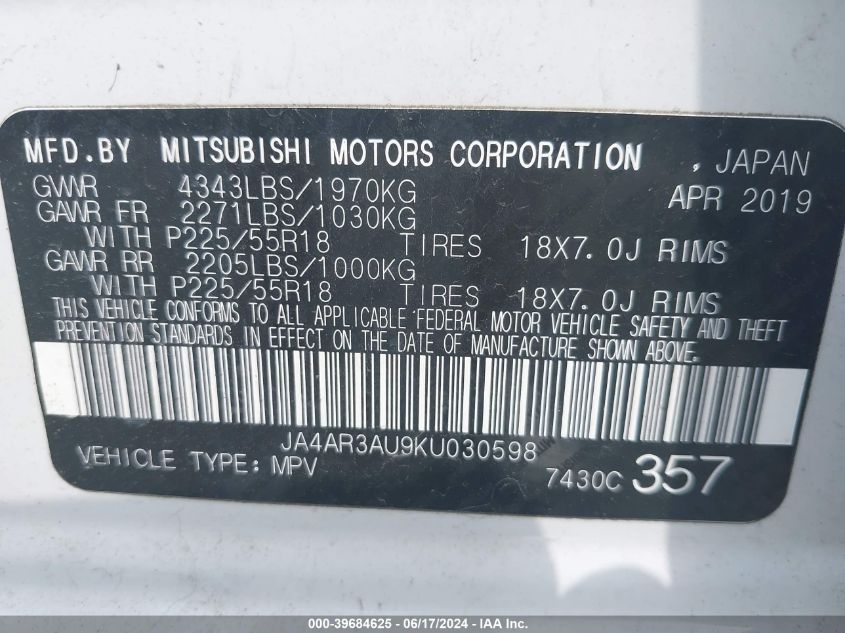 MFD.BY MITSUBISHI MOTORS CORPORATION , JAPAN
GVWR 4343LBS/1970KG APR 2019
GAWR FR 2271LBS/1030KG
WITH P225/55R18 TIRES 18X7.0J RIMS
GAWR RR 2205LBS/1000KG
WITH P225/55R18 TIRES 18X7.0J RIMS
THIS VEHICLE CONFORMS TO ALL APPLICABLE FEDERAL MOTOR VEHICLE SAFETY AND THEFT
PREVENTION STANDARDS IN EFFECT ON THE DATE OF MANUFACTURE SHOWN ABOVE.
JA4AR3AU9KU030598
VEHICLE TYPE: MPV 7430C 357
000-39684625 - 06/17/2024 - IAA Inc.